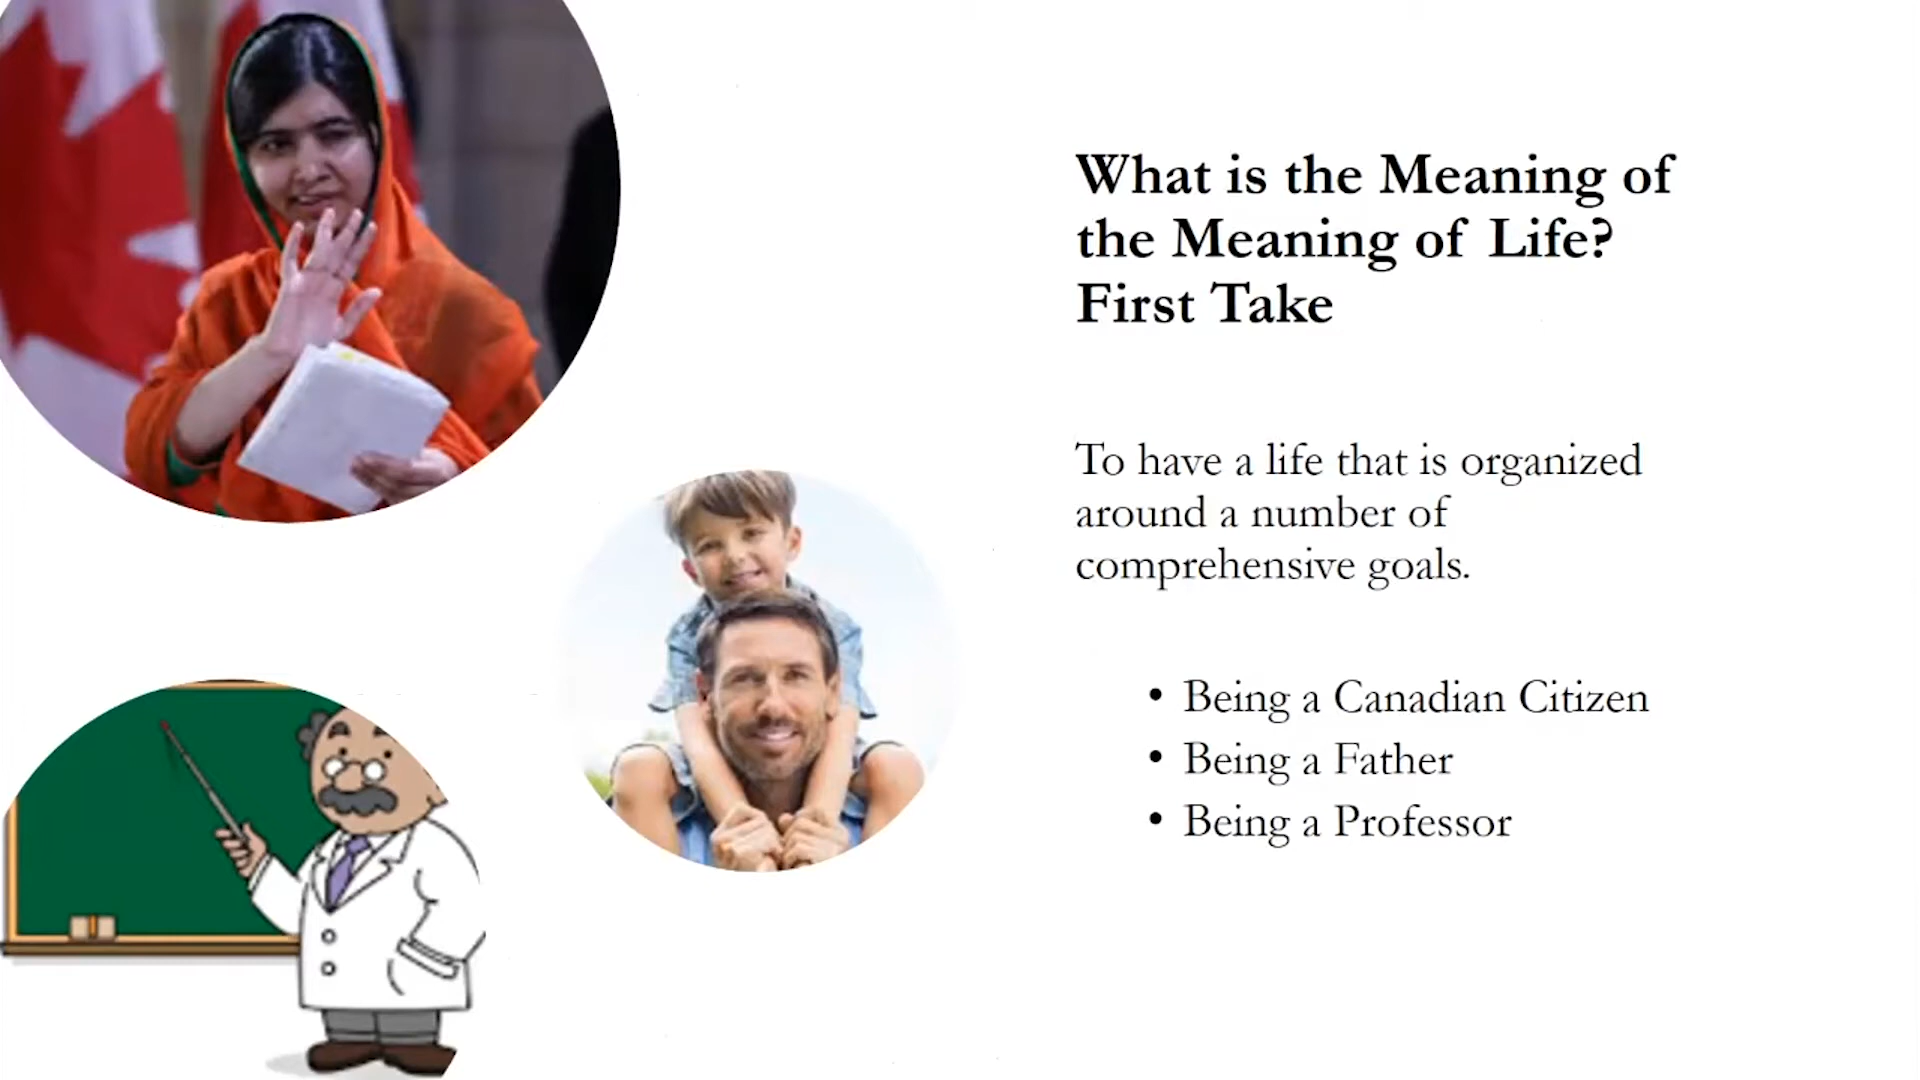 What is the Meaning of
the Meaning of Life?
First Take
To have a life that is organized
around a number of
comprehensive goals.
• Being a Canadian Citizen
• Being a Father
• Being a Professor